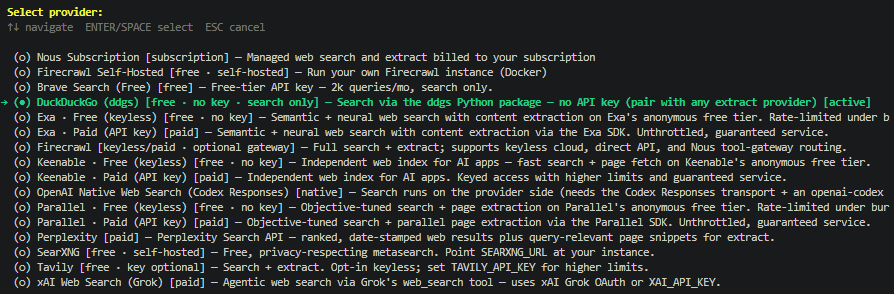 Select provider:
↑↓ navigate  ENTER/SPACE select  ESC cancel
(o) Nous Subscription [subscription] — Managed web search and extract billed to your subscription
(o) Firecrawl Self-Hosted [free · self-hosted] — Run your own Firecrawl instance (Docker)
(o) Brave Search (Free) [free] — Free-tier API key — 2k queries/mo, search only.
→ (●) DuckDuckGo (ddgs) [free · no key · search only] — Search via the ddgs Python package — no API key (pair with any extract provider) [active]
(o) Exa · Free (keyless) [free · no key] — Semantic + neural web search with content extraction on Exa's anonymous free tier. Rate-limited under b
(o) Exa · Paid (API key) [paid] — Semantic + neural web search with content extraction via the Exa SDK. Unthrottled, guaranteed service.
(o) Firecrawl [keyless/paid · optional gateway] — Full search + extract; supports keyless cloud, direct API, and Nous tool-gateway routing.
(o) Keenable · Free (keyless) [free · no key] — Independent web index for AI apps — fast search + page fetch on Keenable's anonymous free tier.
(o) Keenable · Paid (API key) [paid] — Independent web index for AI apps. Keyed access with higher limits and guaranteed service.
(o) OpenAI Native Web Search (Codex Responses) [native] — Search runs on the provider side (needs the Codex Responses transport + an openai-codex
(o) Parallel · Free (keyless) [free · no key] — Objective-tuned search + page extraction on Parallel's anonymous free tier. Rate-limited under bur
(o) Parallel · Paid (API key) [paid] — Objective-tuned search + parallel page extraction via the Parallel SDK. Unthrottled, guaranteed service.
(o) Perplexity [paid] — Perplexity Search API — ranked, date-stamped web results plus query-relevant page snippets for extract.
(o) SearXNG [free · self-hosted] — Free, privacy-respecting metasearch. Point SEARXNG_URL at your instance.
(o) Tavily [free · key optional] — Search + extract. Opt-in keyless; set TAVILY_API_KEY for higher limits.
(o) xAI Web Search (Grok) [paid] — Agentic web search via Grok's web_search tool — uses xAI Grok OAuth or XAI_API_KEY.